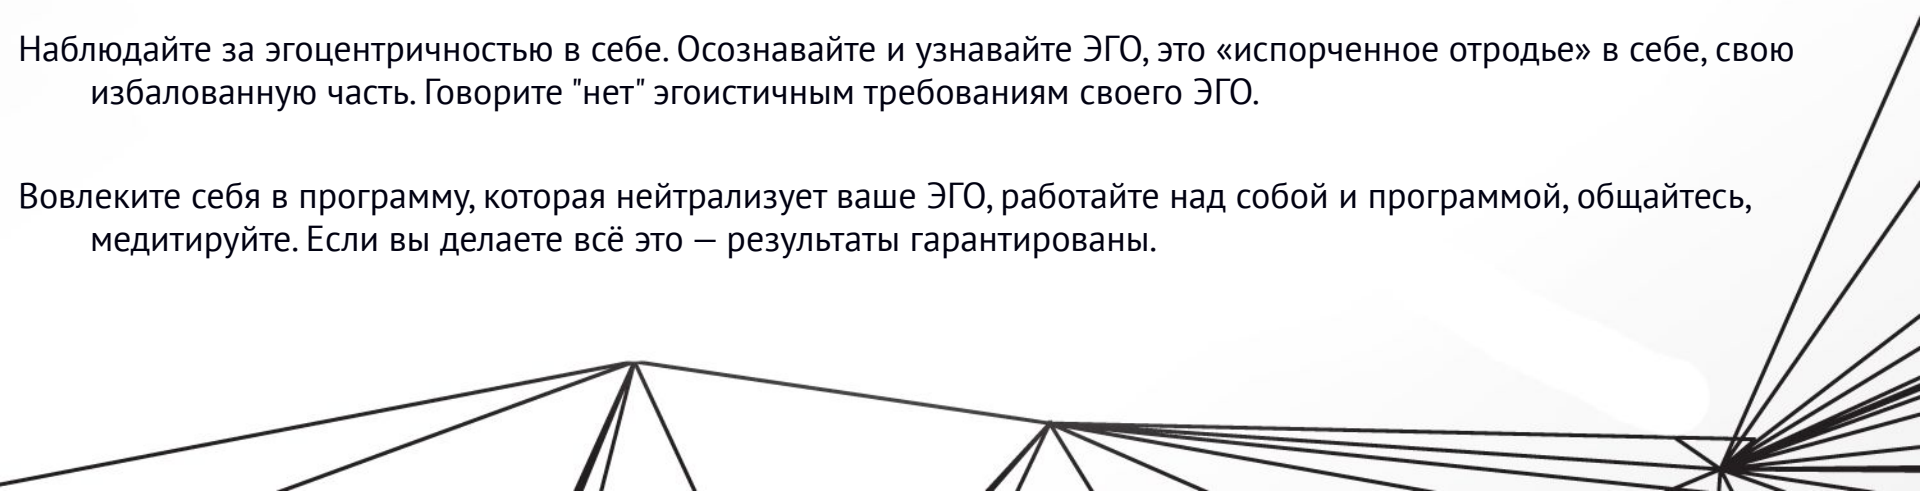 Наблюдайте за эгоцентричностью в себе. Осознавайте и узнавайте ЭГО, это «испорченное отродье» в себе, свою
избалованную часть. Говорите "нет" эгоистичным требованиям своего ЭГО.
Вовлеките себя в программу, которая нейтрализует ваше ЭГО, работайте над собой и программой, общайтесь,
медитируйте. Если вы делаете всё это — результаты гарантированы.